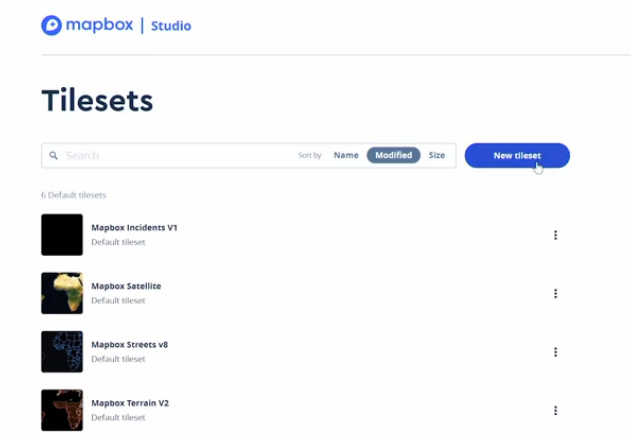 mapbox | Studio
Tilesets
Search Sort by Name Modified Size New tileset
6 Default tilesets
Mapbox Incidents V1
Default tileset
Mapbox Satellite
Default tileset
Mapbox Streets v8
Default tileset
Mapbox Terrain V2
Default tileset